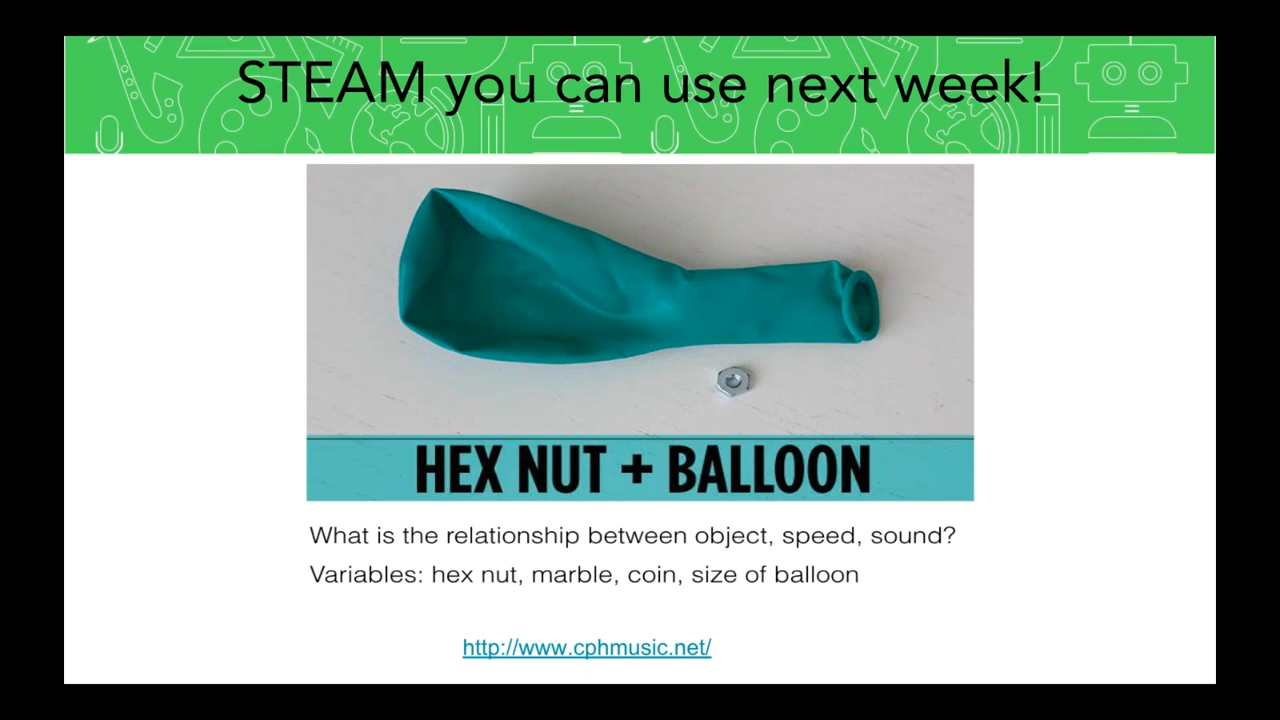 STEAM you can use next week!
HEX NUT + BALLOON
What is the relationship between object, speed, sound?
Variables: hex nut, marble, coin, size of balloon
http://www.cphmusic.net/